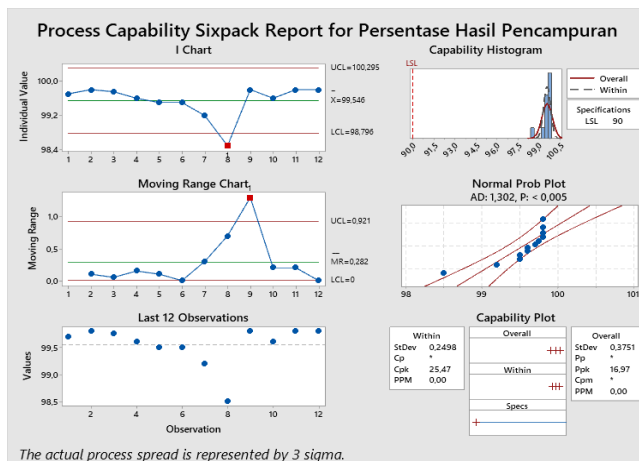 Process Capability Sixpack Report for Persentase Hasil Pencampuran
I Chart
Individual Value
100,0
99,2
98,4
UCL=100,295
X=99,546
LCL=98,796
1
1 2 3 4 5 6 7 8 9 10 11 12
Moving Range Chart
1
Moving Range
1,0
0,5
0,0
UCL=0,921
MR=0,282
LCL=0
1 2 3 4 5 6 7 8 9 10 11 12
Last 12 Observations
Values
99,5
99,0
98,5
2 4 6 8 10 12
Observation
Capability Histogram
LSL
90,0 91,5 93,0 94,5 96,0 97,5 99,0 100,5
Overall
Within
Specifications
LSL 90
Normal Prob Plot
AD: 1,302, P: < 0,005
98 99 100 101
Capability Plot
Within
StDev 0,2498
Cp *
Cpk 25,47
PPM 0,00
Overall
Within
Specs
Overall
StDev 0,3751
Pp *
Ppk 16,97
Cpm *
PPM 0,00
The actual process spread is represented by 3 sigma.